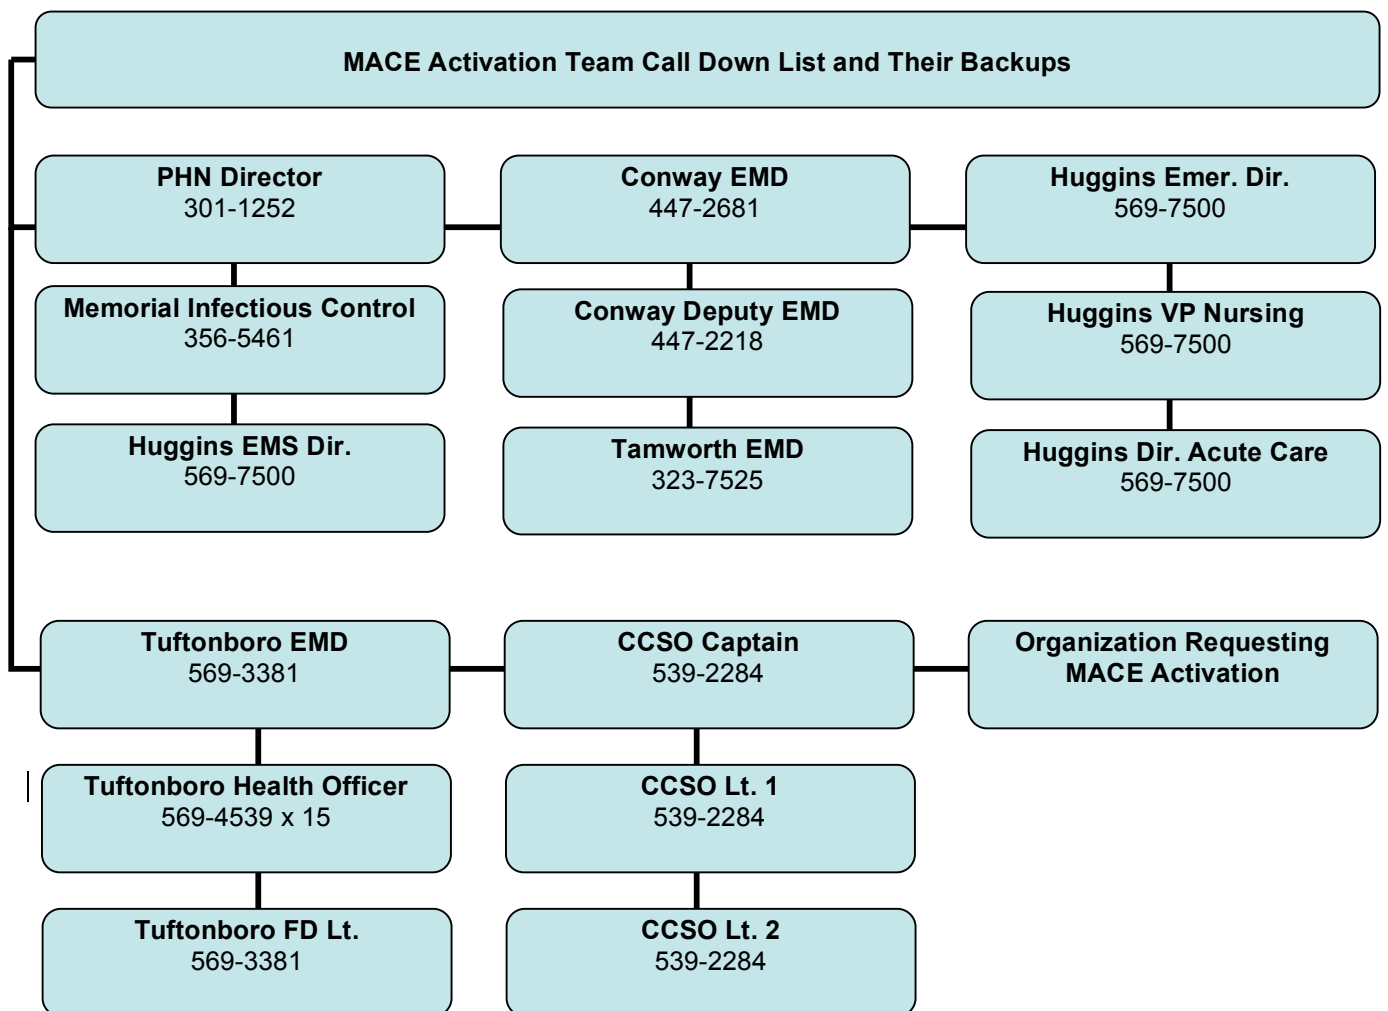 MACE Activation Team Call Down List and Their Backups
PHN Director
301-1252
Conway EMD
447-2681
Huggins Emer. Dir.
569-7500
Memorial Infectious Control
356-5461
Conway Deputy EMD
447-2218
Huggins VP Nursing
569-7500
Huggins EMS Dir.
569-7500
Tamworth EMD
323-7525
Huggins Dir. Acute Care
569-7500
Tuftonboro EMD
569-3381
CCSO Captain
539-2284
Organization Requesting
MACE Activation
Tuftonboro Health Officer
569-4539 x 15
CCSO Lt. 1
539-2284
Tuftonboro FD Lt.
569-3381
CCSO Lt. 2
539-2284